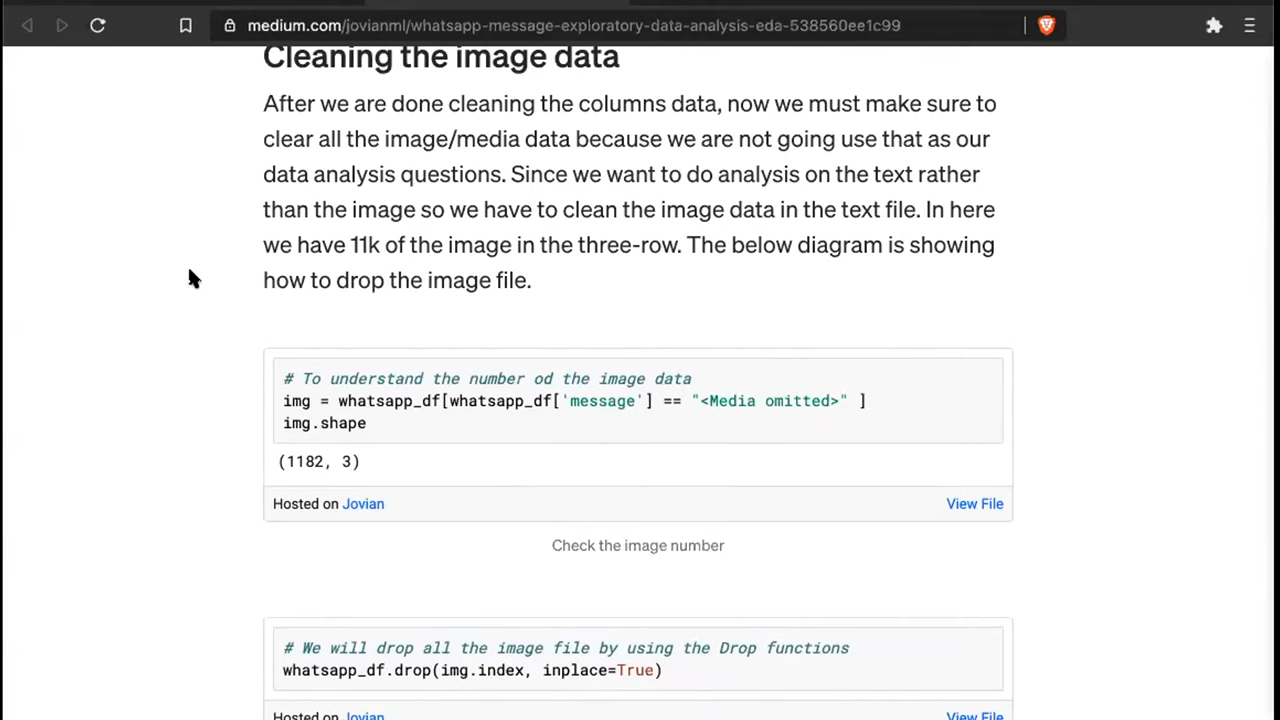 medium.com/jovianml/whatsapp-message-exploratory-data-analysis-eda-538560ee1c99
Cleaning the image data
After we are done cleaning the columns data, now we must make sure to
clear all the image/media data because we are not going use that as our
data analysis questions. Since we want to do analysis on the text rather
than the image so we have to clean the image data in the text file. In here
we have 11k of the image in the three-row. The below diagram is showing
how to drop the image file.
# To understand the number od the image data
img = whatsapp_df[whatsapp_df['message'] == "<Media omitted>" ]
img.shape
(1182, 3)
Hosted on Jovian View File
Check the image number
# We will drop all the image file by using the Drop functions
whatsapp_df.drop(img.index, inplace=True)
Hosted on Jovian View File